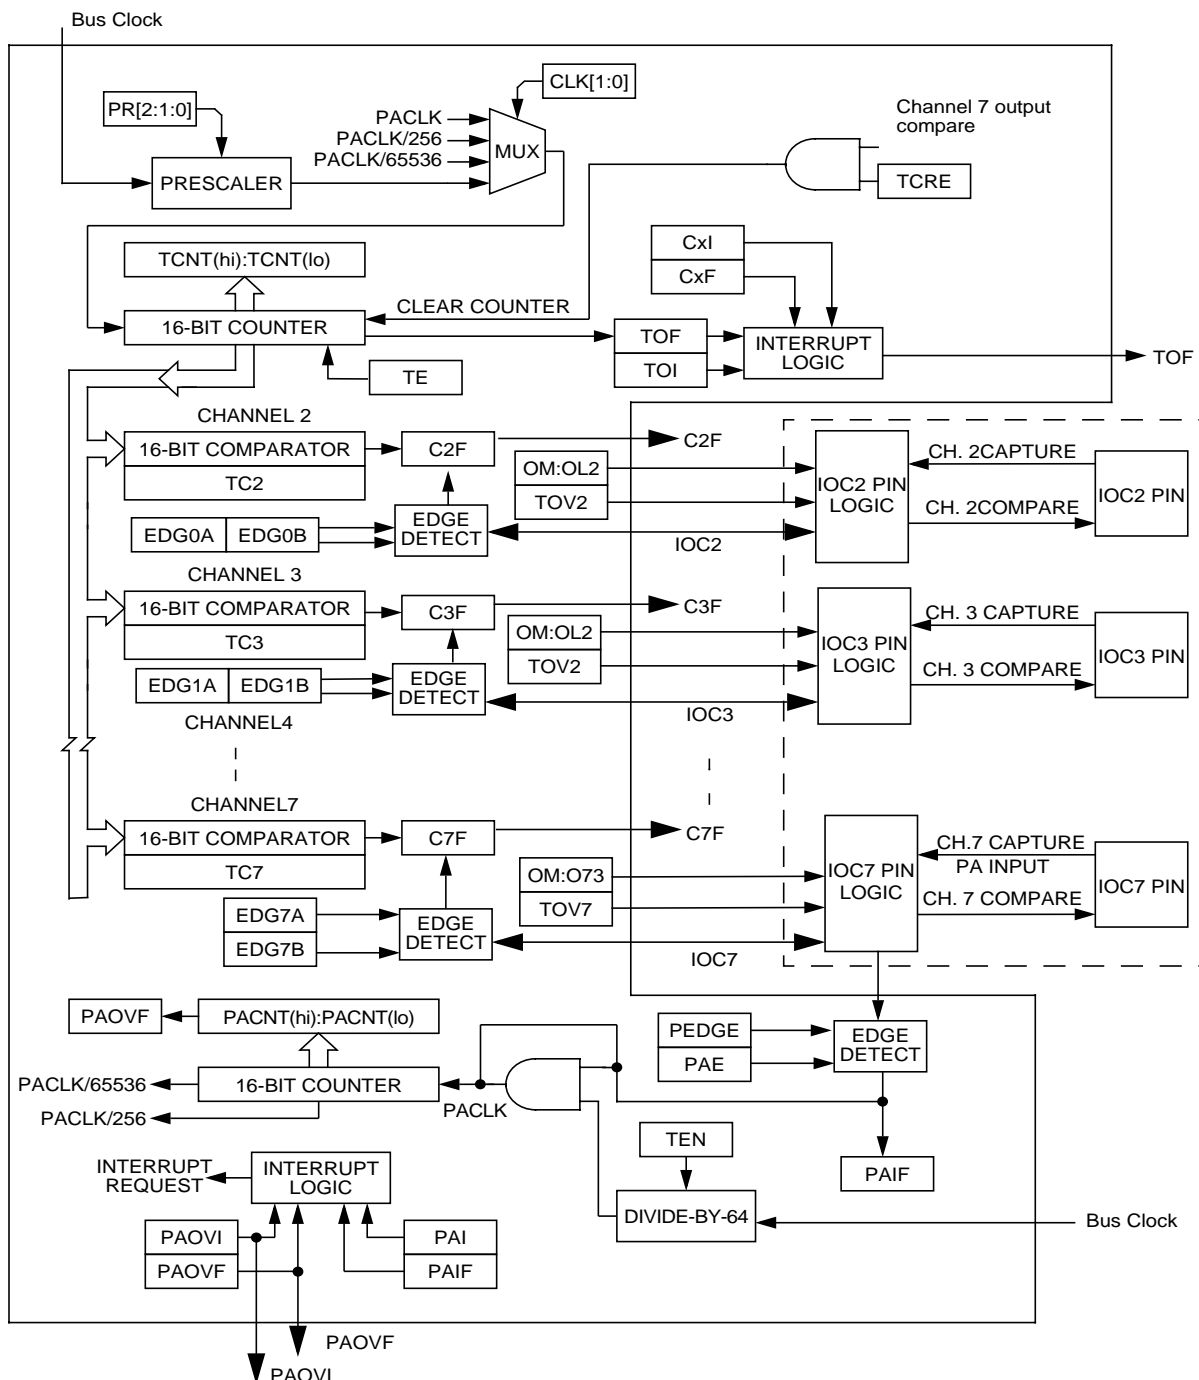 Bus Clock
CLK[1:0]
PR[2:1:0]
PACLK
PACLK/256
PACLK/65536
MUX
PRESCALER
Channel 7 output
compare
TCRE
TCNT(hi):TCNT(lo)
CxI
CxF
CLEAR COUNTER
16-BIT COUNTER
TOF
TOI
INTERRUPT
LOGIC
TOF
TE
CHANNEL 2
16-BIT COMPARATOR
TC2
C2F
C2F
OM:OL2
TOV2
IOC2 PIN
LOGIC
CH. 2CAPTURE
CH. 2COMPARE
IOC2 PIN
EDG0A
EDG0B
EDGE
DETECT
IOC2
CHANNEL 3
16-BIT COMPARATOR
TC3
C3F
C3F
OM:OL2
TOV2
IOC3 PIN
LOGIC
CH. 3 CAPTURE
CH. 3 COMPARE
IOC3 PIN
EDG1A
EDG1B
EDGE
DETECT
IOC3
CHANNEL4
CHANNEL7
16-BIT COMPARATOR
TC7
C7F
C7F
OM:O73
TOV7
IOC7 PIN
LOGIC
CH.7 CAPTURE
PA INPUT
CH. 7 COMPARE
IOC7 PIN
EDG7A
EDG7B
EDGE
DETECT
IOC7
PAOVF
PACNT(hi):PACNT(lo)
PEDGE
PAE
EDGE
DETECT
PACLK/65536
16-BIT COUNTER
PACLK
PACLK/256
TEN
PAIF
INTERRUPT
REQUEST
INTERRUPT
LOGIC
DIVIDE-BY-64
Bus Clock
PAOVI
PAOVF
PAI
PAIF
PAOVF
PAOVI